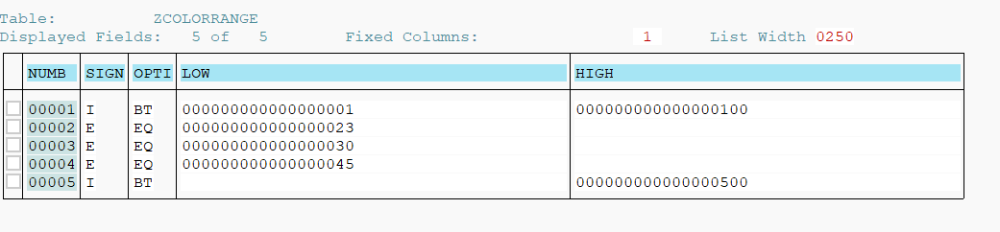 Table: ZCOLORRANGE
Displayed Fields: 5 of 5 Fixed Columns: 1 List Width 0250
NUMB SIGN OPTI LOW HIGH
00001 I BT 000000000000000001 000000000000000100
00002 E EQ 000000000000000023
00003 E EQ 000000000000000030
00004 E EQ 000000000000000045
00005 I BT 000000000000000500